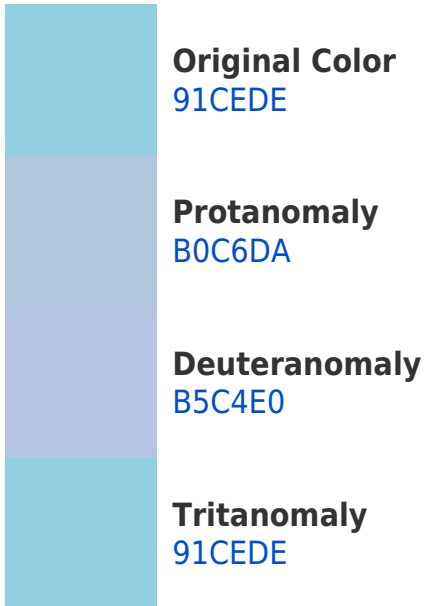 Original Color
91CEDE
Protanomaly
B0C6DA
Deuteranomaly
B5C4E0
Tritanomaly
91CEDE